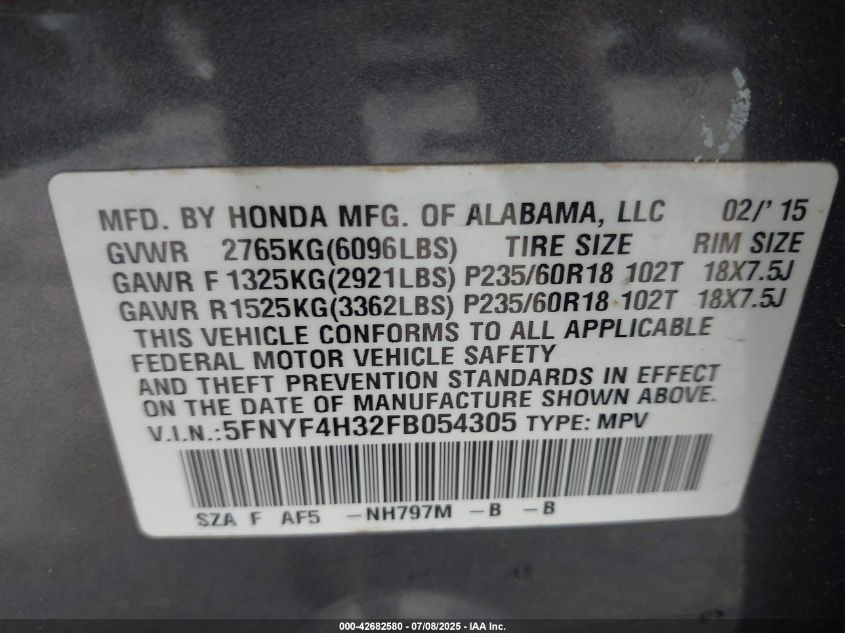 MFD. BY HONDA MFG. OF ALABAMA, LLC 02/' 15
GVWR 2765KG(6096LBS) TIRE SIZE RIM SIZE
GAWR F 1325KG(2921LBS) P235/60R18 102T 18X7.5J
GAWR R1525KG(3362LBS) P235/60R18 102T 18X7.5J
THIS VEHICLE CONFORMS TO ALL APPLICABLE
FEDERAL MOTOR VEHICLE SAFETY
AND THEFT PREVENTION STANDARDS IN EFFECT
ON THE DATE OF MANUFACTURE SHOWN ABOVE.
V.I.N.:5FNYF4H32FB054305 TYPE: MPV
SZA F AF5 -NH797M -B -B
000-42682580 - 07/08/2025 - IAA Inc.